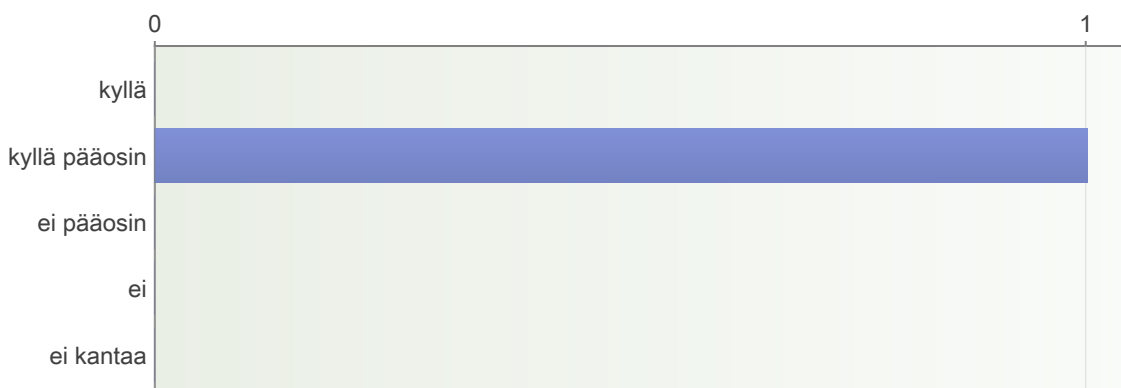 0 1
kyllä
kyllä pääosin
ei pääosin
ei
ei kantaa